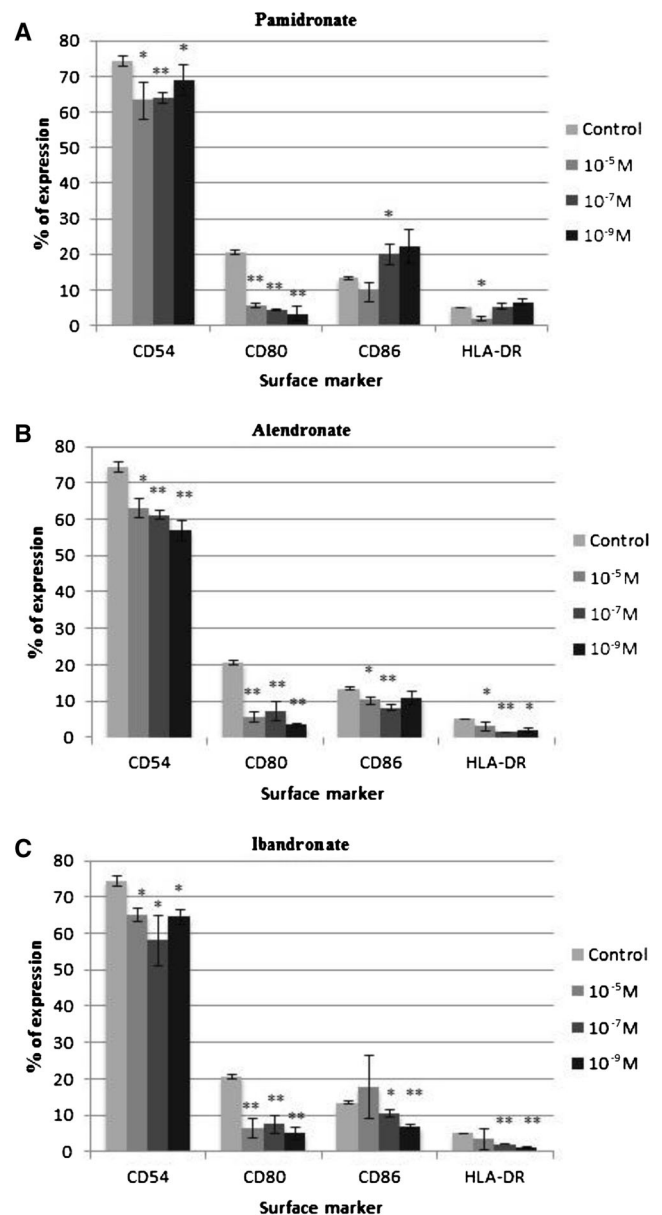 A
Pamidronate
80
70
60
50
40
30
20
10
0
% of expression
* ** *
** ** **
*
*
CD54 CD80 CD86 HLA-DR
Surface marker
Control
10⁻⁵M
10⁻⁷M
10⁻⁹M
B
Alendronate
80
70
60
50
40
30
20
10
0
% of expression
* ** **
** ** **
* **
* ** *
CD54 CD80 CD86 HLA-DR
Surface marker
Control
10⁻⁵M
10⁻⁷M
10⁻⁹M
C
Ibandronate
80
70
60
50
40
30
20
10
0
% of expression
* * *
** ** **
* **
** **
CD54 CD80 CD86 HLA-DR
Surface marker
Control
10⁻⁵M
10⁻⁷M
10⁻⁹M